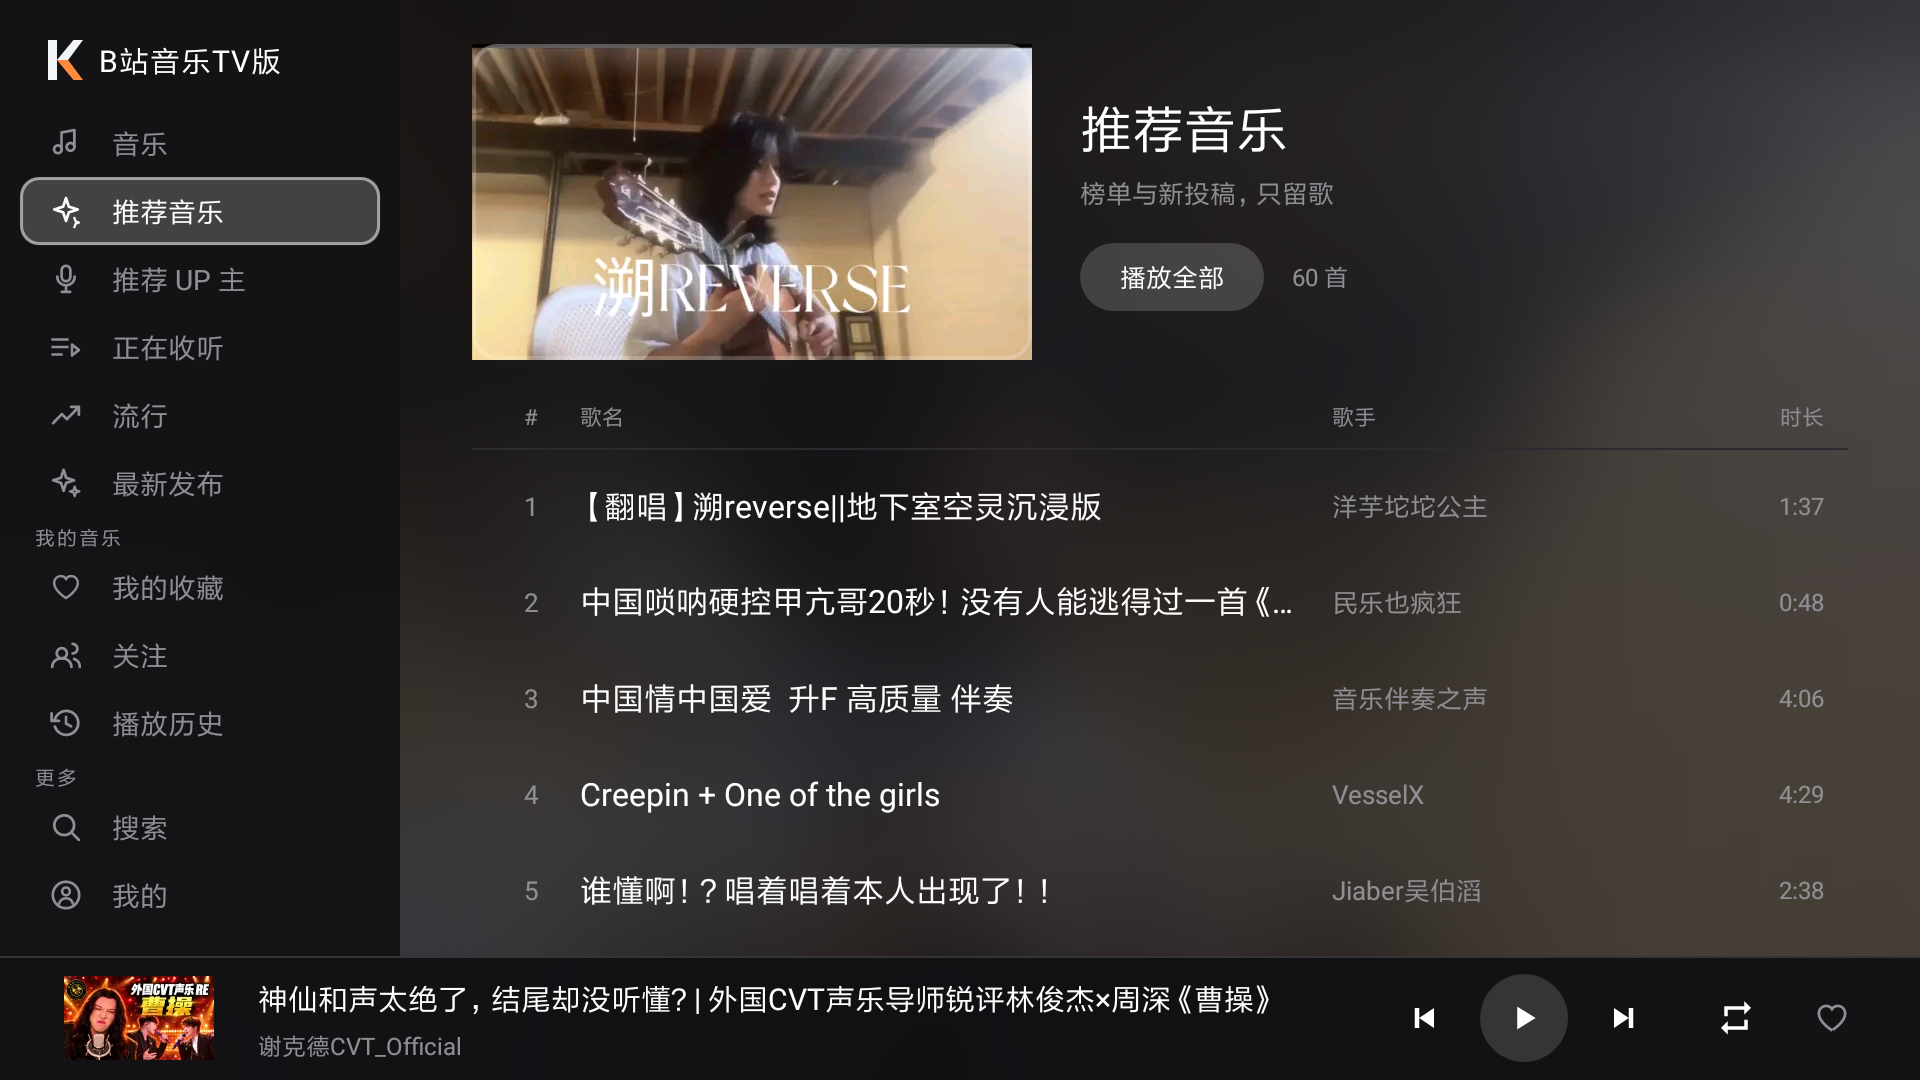 B站音乐TV版
音乐
推荐音乐
推荐 UP 主
正在收听
流行
最新发布
我的音乐
我的收藏
关注
播放历史
更多
搜索
我的
溯REVERSE
推荐音乐
榜单与新投稿，只留歌
播放全部 60 首
# 歌名 歌手 时长
1 【翻唱】溯reverse||地下室空灵沉浸版 洋芋坨坨公主 1:37
2 中国唢呐硬控甲亢哥20秒！没有人能逃得过一首《... 民乐也疯狂 0:48
3 中国情中国爱 升F 高质量 伴奏 音乐伴奏之声 4:06
4 Creepin + One of the girls VesselX 4:29
5 谁懂啊！？唱着唱着本人出现了！！ Jiaber吴伯滔 2:38
外国CVT声乐RE
曹操
神仙和声太绝了，结尾却没听懂? | 外国CVT声乐导师锐评林俊杰×周深《曹操》
谢克德CVT_Official